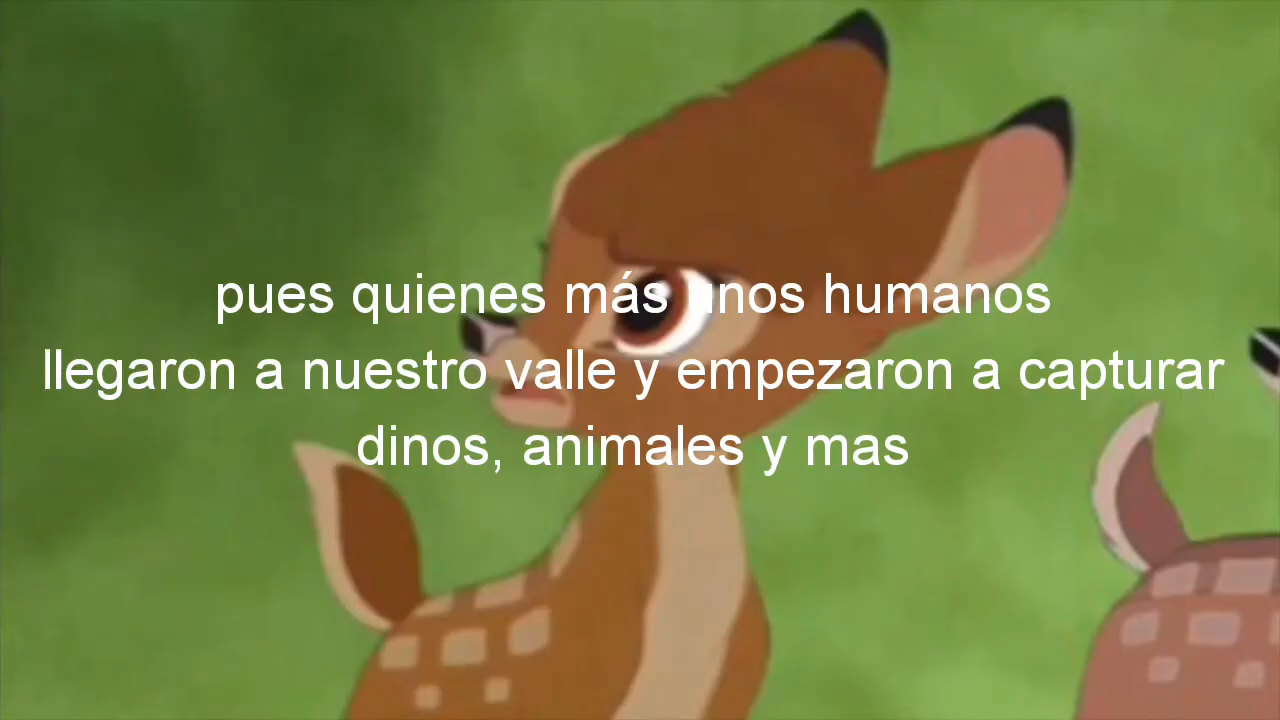 pues quienes más unos humanos
llegaron a nuestro valle y empezaron a capturar
dinos, animales y mas